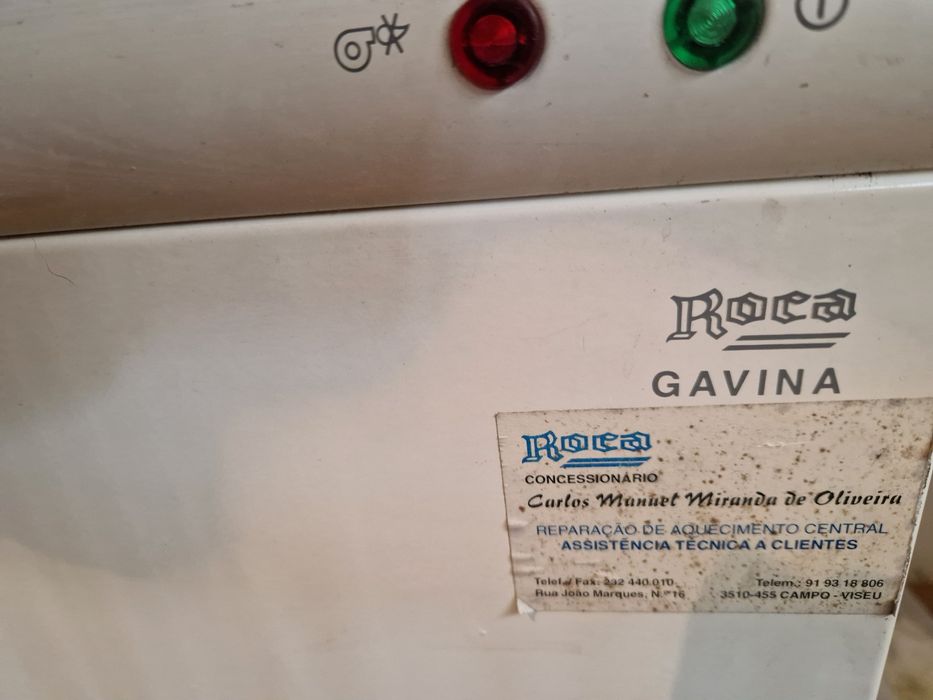 Roca
GAVINA
Roca
CONCESSIONÁRIO
Carlos Manuel Miranda de Oliveira
REPARAÇÃO DE AQUECIMENTO CENTRAL
ASSISTÊNCIA TÉCNICA A CLIENTES
Telef./ Fax: 232 440 010 Telem.: 91 93 18 806
Rua João Marques, N.º 16 3510-455 CAMPO - VISEU